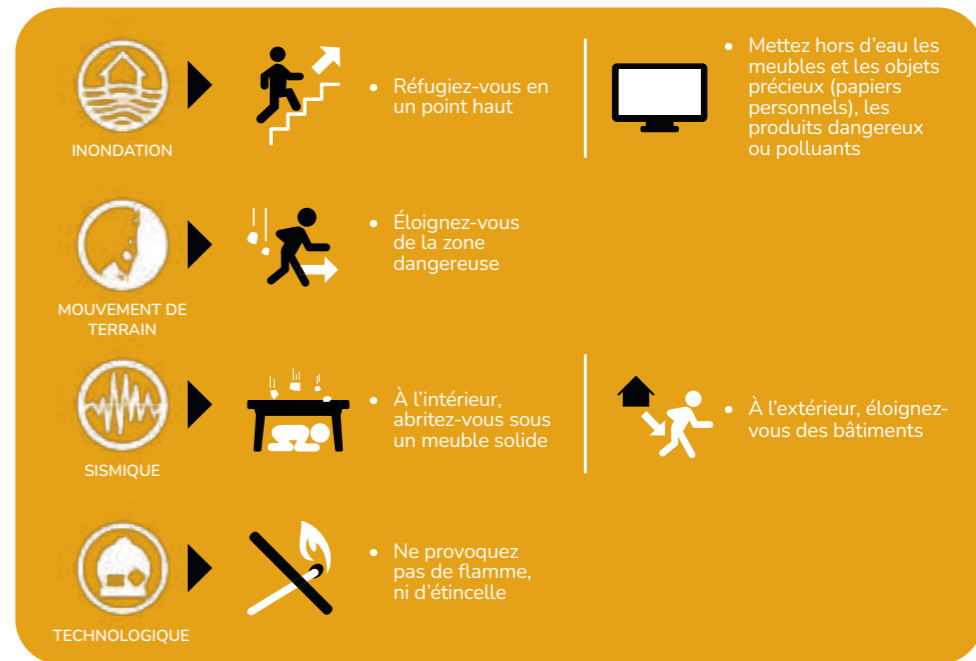 INONDATION
• Réfugiez-vous en
un point haut
• Mettez hors d'eau les
meubles et les objets
précieux (papiers
personnels), les
produits dangereux
ou polluants
MOUVEMENT DE
TERRAIN
• Éloignez-vous
de la zone
dangereuse
SISMIQUE
• À l'intérieur,
abritez-vous sous
un meuble solide
• À l'extérieur, éloignez-
vous des bâtiments
TECHNOLOGIQUE
• Ne provoquez
pas de flamme,
ni d'étincelle